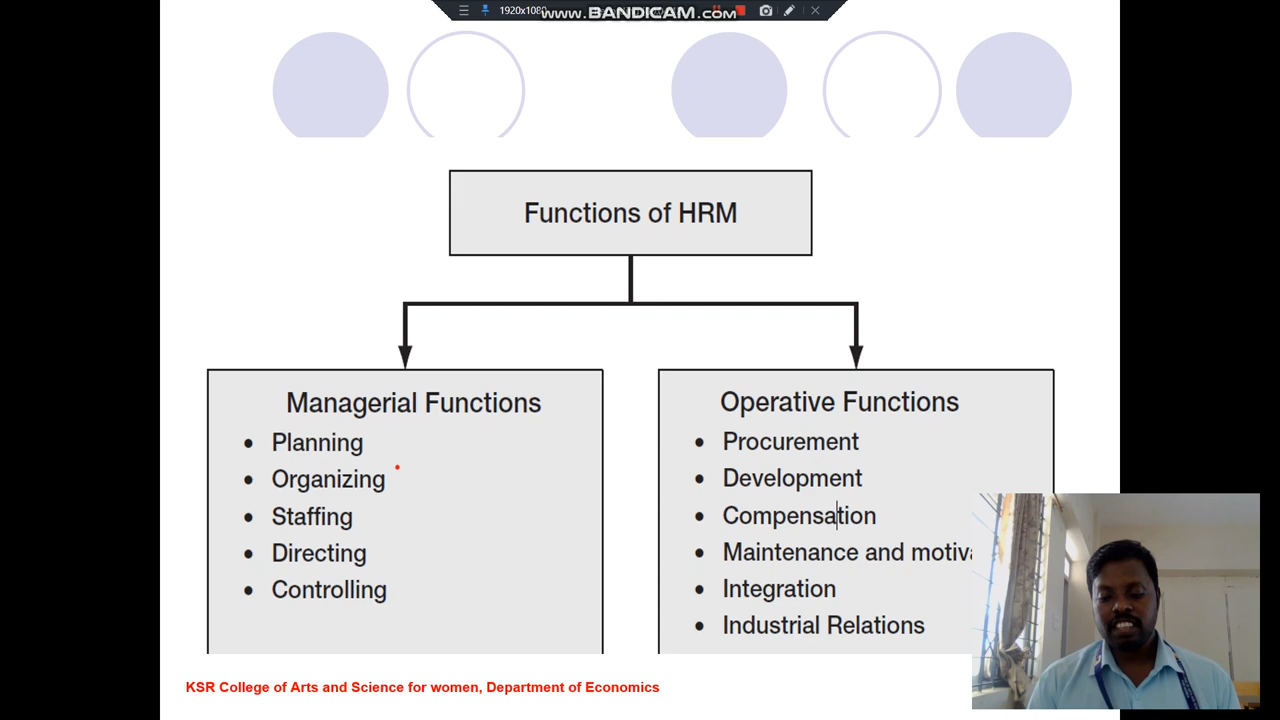 1920x1080
www.BANDICAM.com
Functions of HRM
Managerial Functions
• Planning
• Organizing
• Staffing
• Directing
• Controlling
Operative Functions
• Procurement
• Development
• Compensation
• Maintenance and
• Integration
• Industrial Relations
KSR College of Arts and Science for women, Department of Economics